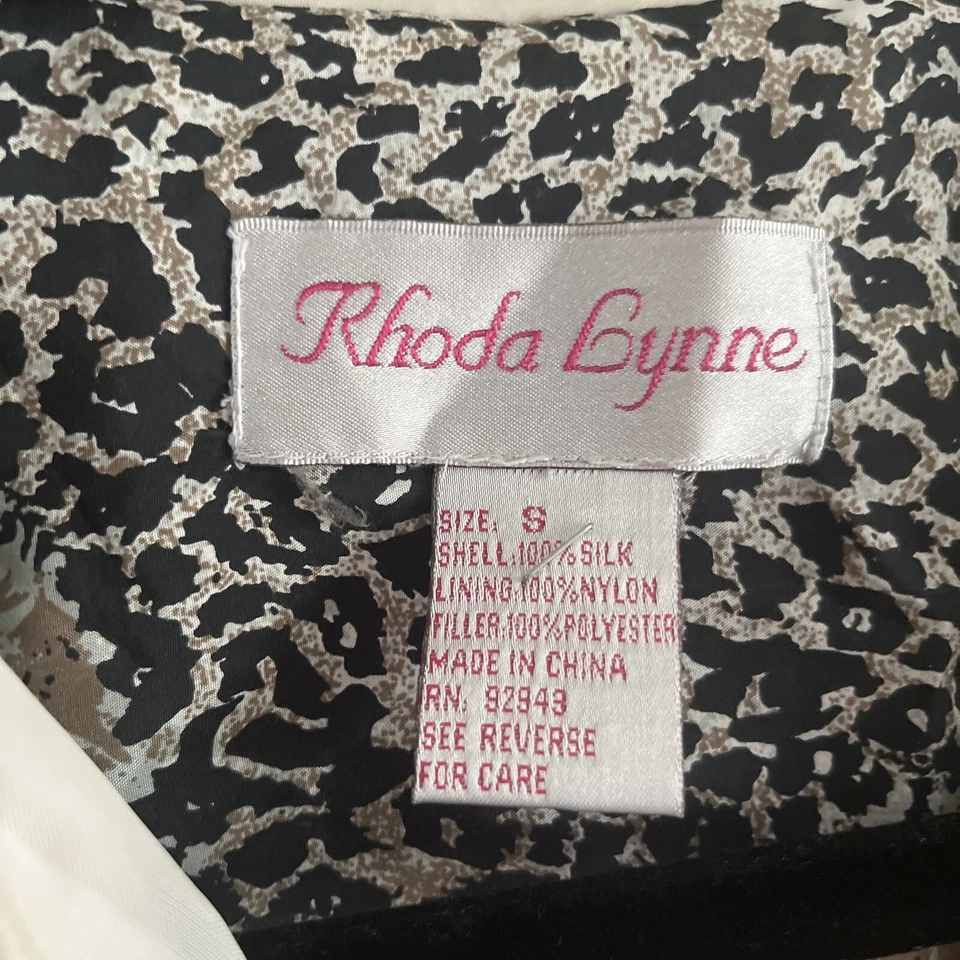 Rhoda Lynne
SIZE: S
SHELL:100%SILK
LINING:100%NYLON
FILLER:100%POLYESTER
MADE IN CHINA
RN: 92949
SEE REVERSE
FOR CARE